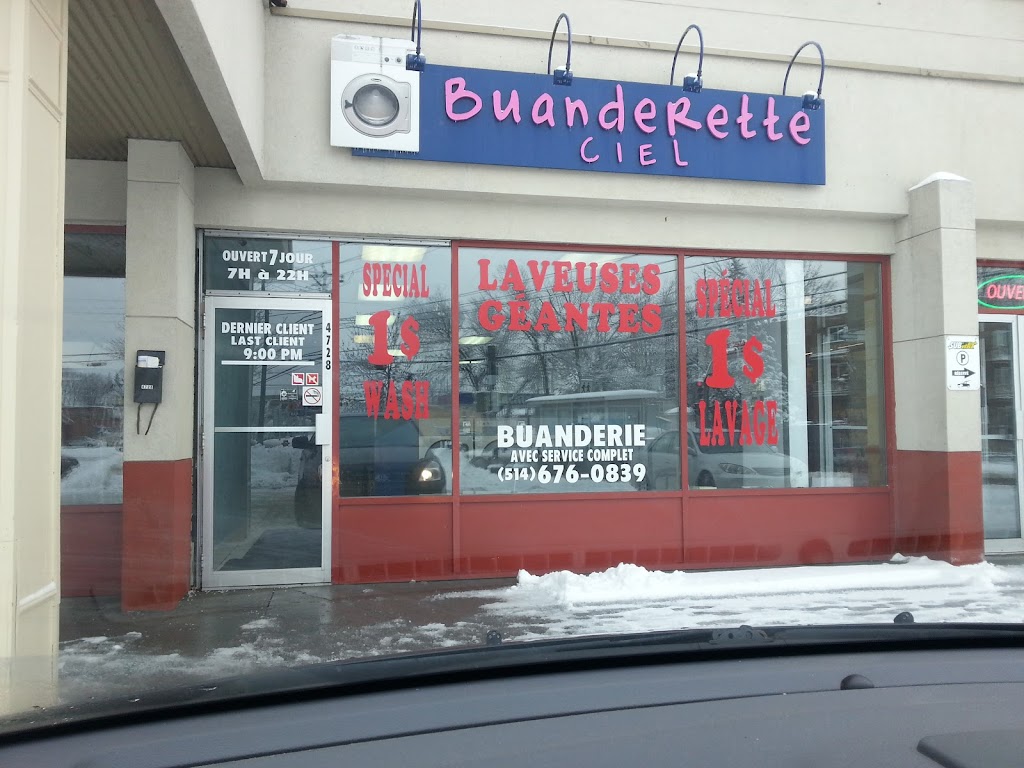 BuandeRette
CIEL
OUVERT 7 JOUR
7H à 22H
DERNIER CLIENT
LAST CLIENT
9:00 PM
4728
SPECIAL
1$
WASH
LAVEUSES
GÉANTES
BUANDERIE
AVEC SERVICE COMPLET
(514) 676-0839
SPÉCIAL
1$
LAVAGE
OUVE
P